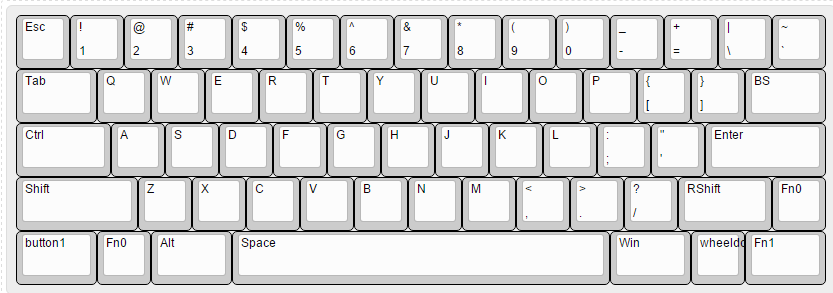 Esc ! @ # $ % ^ & * ( ) _ + | ~
1 2 3 4 5 6 7 8 9 0 - = \ `
Tab Q W E R T Y U I O P { } BS
[ ]
Ctrl A S D F G H J K L : " Enter
; '
Shift Z X C V B N M < > ? RShift Fn0
, . /
button1 Fn0 Alt Space Win wheeldo Fn1